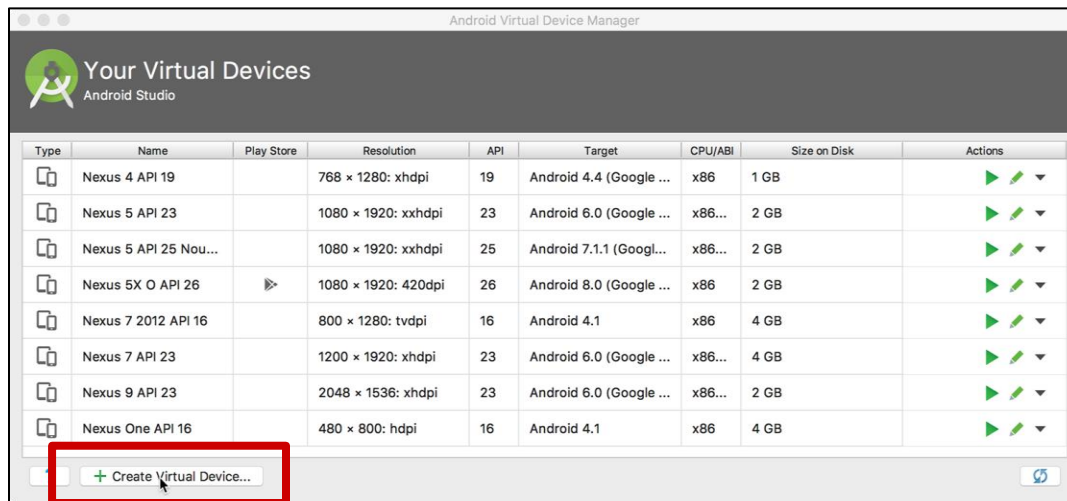 Android Virtual Device Manager
Your Virtual Devices
Android Studio
Type Name Play Store Resolution API Target CPU/ABI Size on Disk Actions
Nexus 4 API 19 768 × 1280: xhdpi 19 Android 4.4 (Google ... x86 1 GB
Nexus 5 API 23 1080 × 1920: xxhdpi 23 Android 6.0 (Google ... x86... 2 GB
Nexus 5 API 25 Nou... 1080 × 1920: xxhdpi 25 Android 7.1.1 (Googl... x86... 2 GB
Nexus 5X O API 26 1080 × 1920: 420dpi 26 Android 8.0 (Google ... x86 2 GB
Nexus 7 2012 API 16 800 × 1280: tvdpi 16 Android 4.1 x86 4 GB
Nexus 7 API 23 1200 × 1920: xhdpi 23 Android 6.0 (Google ... x86... 4 GB
Nexus 9 API 23 2048 × 1536: xhdpi 23 Android 6.0 (Google ... x86... 2 GB
Nexus One API 16 480 × 800: hdpi 16 Android 4.1 x86 4 GB
+ Create Virtual Device...